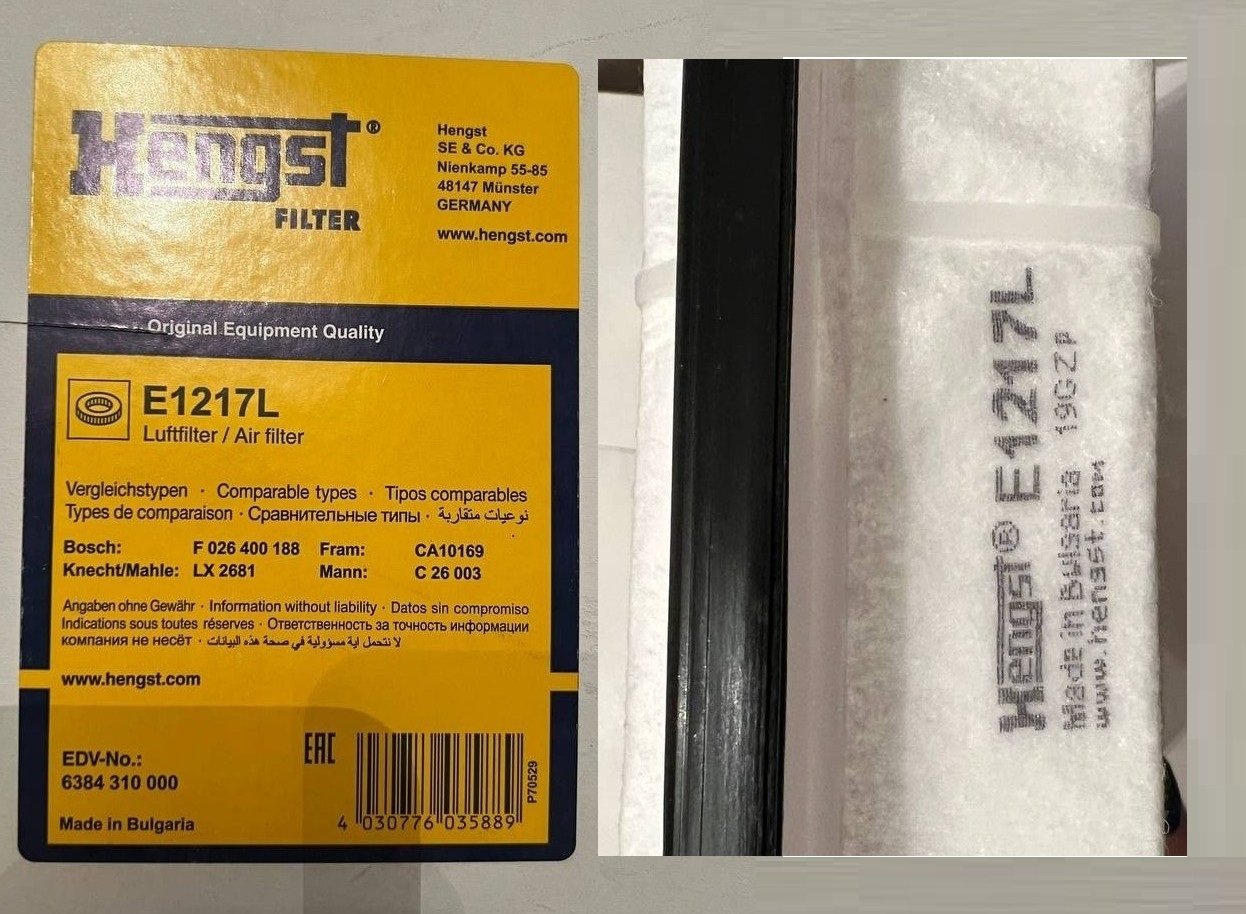 Hengst®
FILTER
Hengst
SE & Co. KG
Nienkamp 55-85
48147 Münster
GERMANY
www.hengst.com
Original Equipment Quality
E1217L
Luftfilter / Air filter
Vergleichstypen · Comparable types · Tipos comparables
Types de comparaison · Сравнительные типы · نوعيات متقاربة
Bosch: F 026 400 188 Fram: CA10169
Knecht/Mahle: LX 2681 Mann: C 26 003
Angaben ohne Gewähr · Information without liability · Datos sin compromiso
Indications sous toutes réserves · Ответственность за точность информации
компания не несёт · لا نتحمل اية مسؤولية في صحة هذه البيانات
www.hengst.com
EDV-No.:
6384 310 000
Made in Bulgaria
EAC
4 030776 035889
P70529
Hengst® E1217L
Made in Bulgaria 19GZP
www.hengst.com